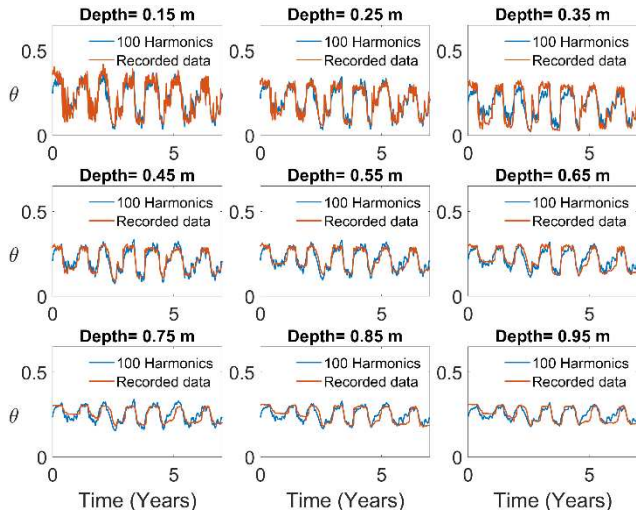 Depth= 0.15 m
Depth= 0.25 m
Depth= 0.35 m
0.5
100 Harmonics
Recorded data
0.5
100 Harmonics
Recorded data
0.5
100 Harmonics
Recorded data
θ
0
0
0
0
5
0
5
0
5
Depth= 0.45 m
Depth= 0.55 m
Depth= 0.65 m
0.5
100 Harmonics
Recorded data
0.5
100 Harmonics
Recorded data
0.5
100 Harmonics
Recorded data
θ
0
0
0
0
5
0
5
0
5
Depth= 0.75 m
Depth= 0.85 m
Depth= 0.95 m
0.5
100 Harmonics
Recorded data
0.5
100 Harmonics
Recorded data
0.5
100 Harmonics
Recorded data
θ
0
0
0
0
5
0
5
0
5
Time (Years)
Time (Years)
Time (Years)